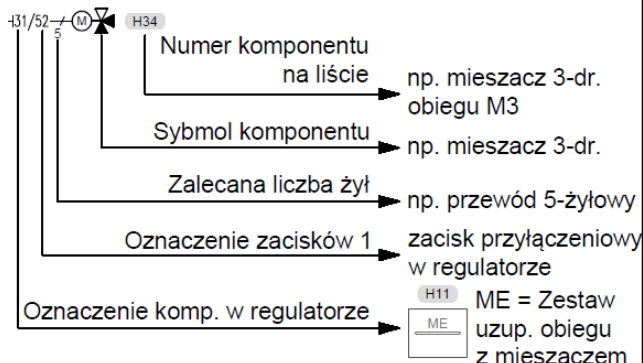 H31/52 5 M H34
Numer komponentu
na liście
np. mieszacz 3-dr.
obiegu M3
Sybmol komponentu
np. mieszacz 3-dr.
Zalecana liczba żył
np. przewód 5-żyłowy
Oznaczenie zacisków 1
zacisk przyłączeniowy
w regulatorze
Oznaczenie komp. w regulatorze
H11
ME
ME = Zestaw
uzup. obiegu
z mieszaczem